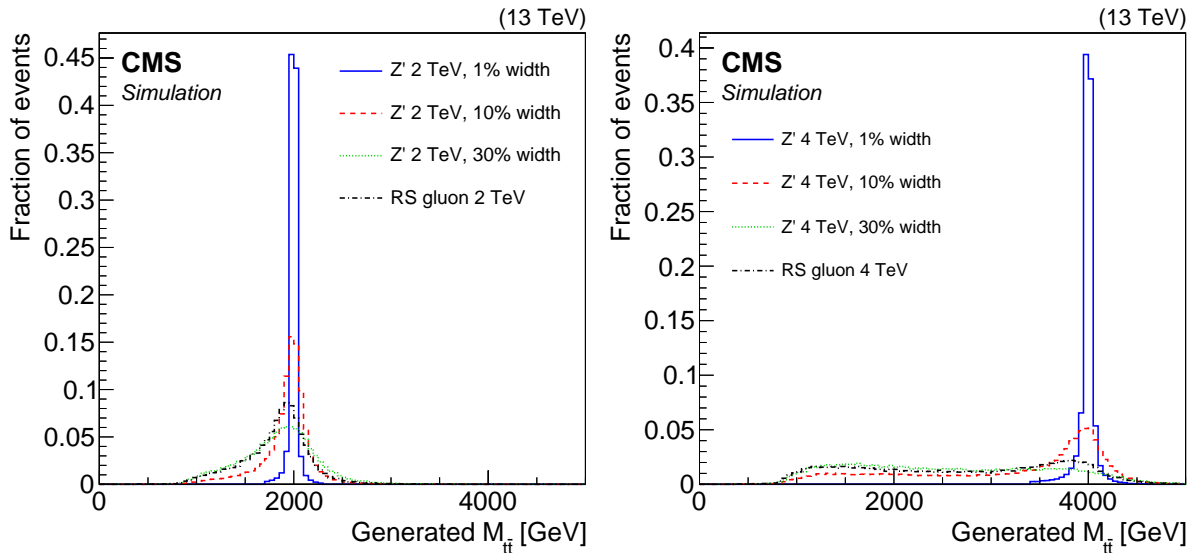 (13 TeV)
Fraction of events
CMS
Simulation
Z' 2 TeV, 1% width
Z' 2 TeV, 10% width
Z' 2 TeV, 30% width
RS gluon 2 TeV
0.45
0.4
0.35
0.3
0.25
0.2
0.15
0.1
0.05
0
0 2000 4000
Generated M_{tt̄} [GeV]
(13 TeV)
Fraction of events
CMS
Simulation
Z' 4 TeV, 1% width
Z' 4 TeV, 10% width
Z' 4 TeV, 30% width
RS gluon 4 TeV
0.4
0.35
0.3
0.25
0.2
0.15
0.1
0.05
0
0 2000 4000
Generated M_{tt̄} [GeV]